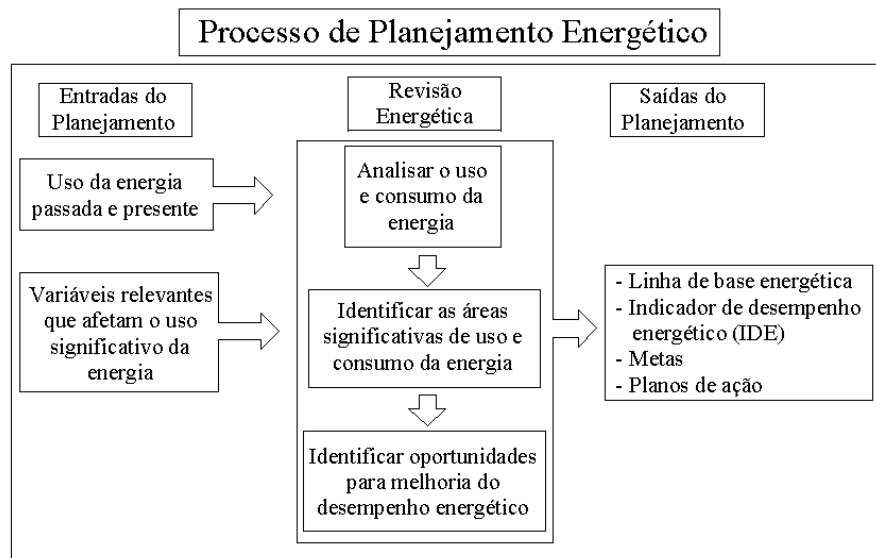 Processo de Planejamento Energético
Entradas do
Planejamento
Revisão
Energética
Saídas do
Planejamento
Uso da energia
passada e presente
Analisar o uso
e consumo da
energia
Variáveis relevantes
que afetam o uso
significativo da
energia
Identificar as áreas
significativas de uso e
consumo da energia
- Linha de base energética
- Indicador de desempenho
energético (IDE)
- Metas
- Planos de ação
Identificar oportunidades
para melhoria do
desempenho energético